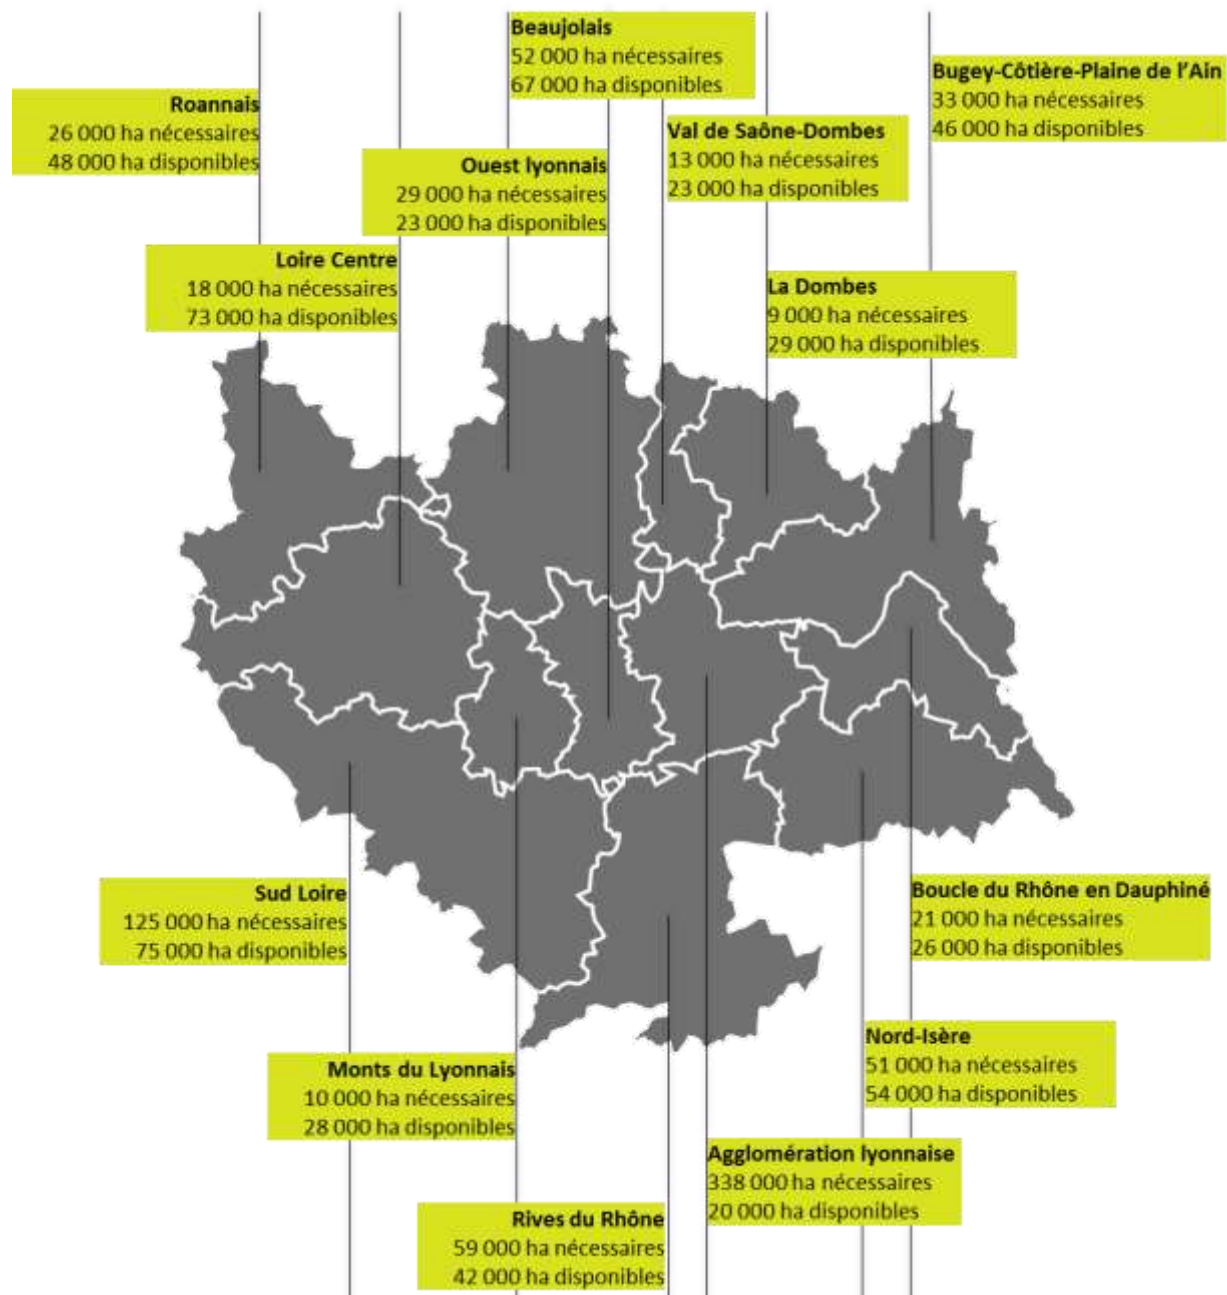 Beaujolais
52 000 ha nécessaires
67 000 ha disponibles
Bugey-Côtière-Plaine de l’Ain
33 000 ha nécessaires
46 000 ha disponibles
Roannais
26 000 ha nécessaires
48 000 ha disponibles
Val de Saône-Dombes
13 000 ha nécessaires
23 000 ha disponibles
Ouest lyonnais
29 000 ha nécessaires
23 000 ha disponibles
Loire Centre
18 000 ha nécessaires
73 000 ha disponibles
La Dombes
9 000 ha nécessaires
29 000 ha disponibles
Sud Loire
125 000 ha nécessaires
75 000 ha disponibles
Boucle du Rhône en Dauphiné
21 000 ha nécessaires
26 000 ha disponibles
Nord-Isère
51 000 ha nécessaires
54 000 ha disponibles
Monts du Lyonnais
10 000 ha nécessaires
28 000 ha disponibles
Agglomération lyonnaise
338 000 ha nécessaires
20 000 ha disponibles
Rives du Rhône
59 000 ha nécessaires
42 000 ha disponibles